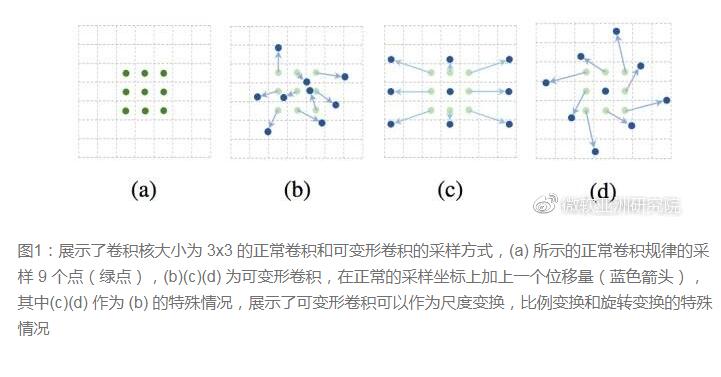 (a) (b) (c) (d)
微软亚洲研究院
图1：展示了卷积核大小为 3x3 的正常卷积和可变形卷积的采样方式，(a) 所示的正常卷积规律的采
样 9 个点（绿点），(b)(c)(d) 为可变形卷积，在正常的采样坐标上加上一个位移量（蓝色箭头），
其中(c)(d) 作为 (b) 的特殊情况，展示了可变形卷积可以作为尺度变换，比例变换和旋转变换的特殊
情况